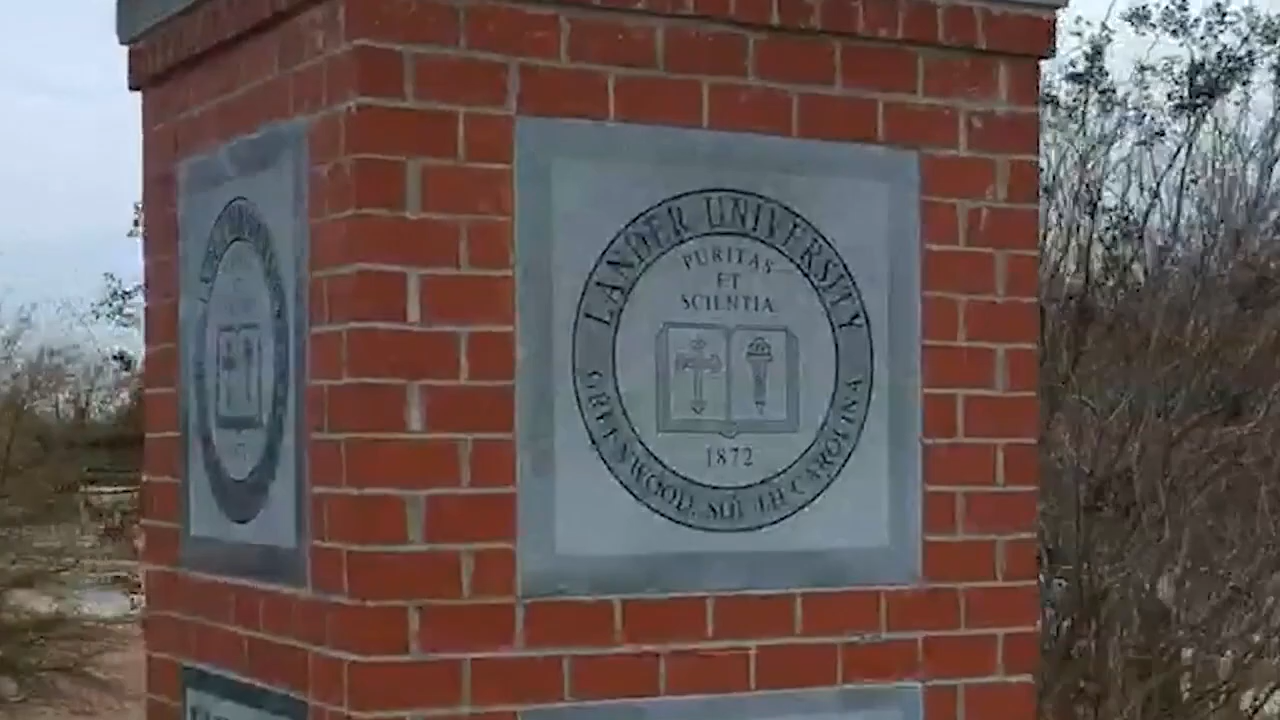 LANDER UNIVERSITY
PURITAS
ET
SCIENTIA
1872
GREENWOOD, SOUTH CAROLINA